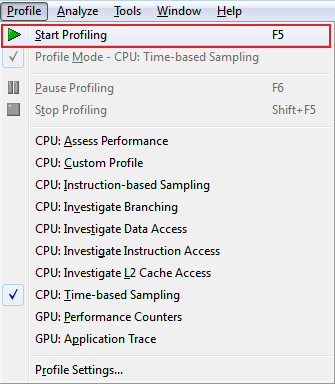 Profile Analyze Tools Window Help
Start Profiling F5
Profile Mode - CPU: Time-based Sampling
Pause Profiling F6
Stop Profiling Shift+F5
CPU: Assess Performance
CPU: Custom Profile
CPU: Instruction-based Sampling
CPU: Investigate Branching
CPU: Investigate Data Access
CPU: Investigate Instruction Access
CPU: Investigate L2 Cache Access
CPU: Time-based Sampling
GPU: Performance Counters
GPU: Application Trace
Profile Settings...